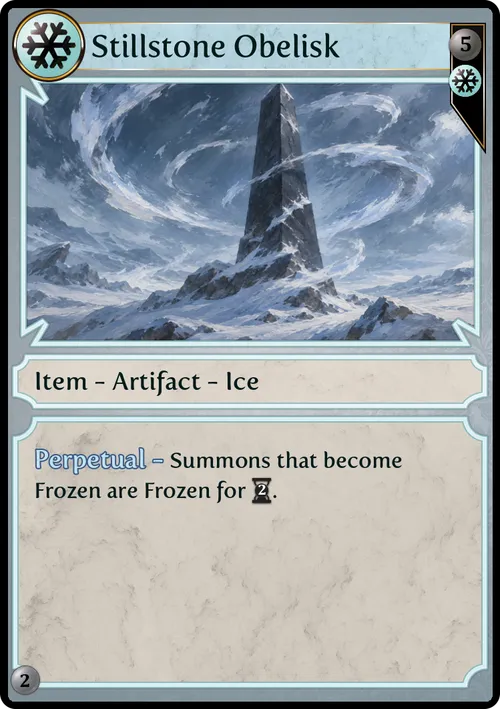 Stillstone Obelisk
5
Item – Artifact – Ice
Perpetual – Summons that become
Frozen are Frozen for 2.
2